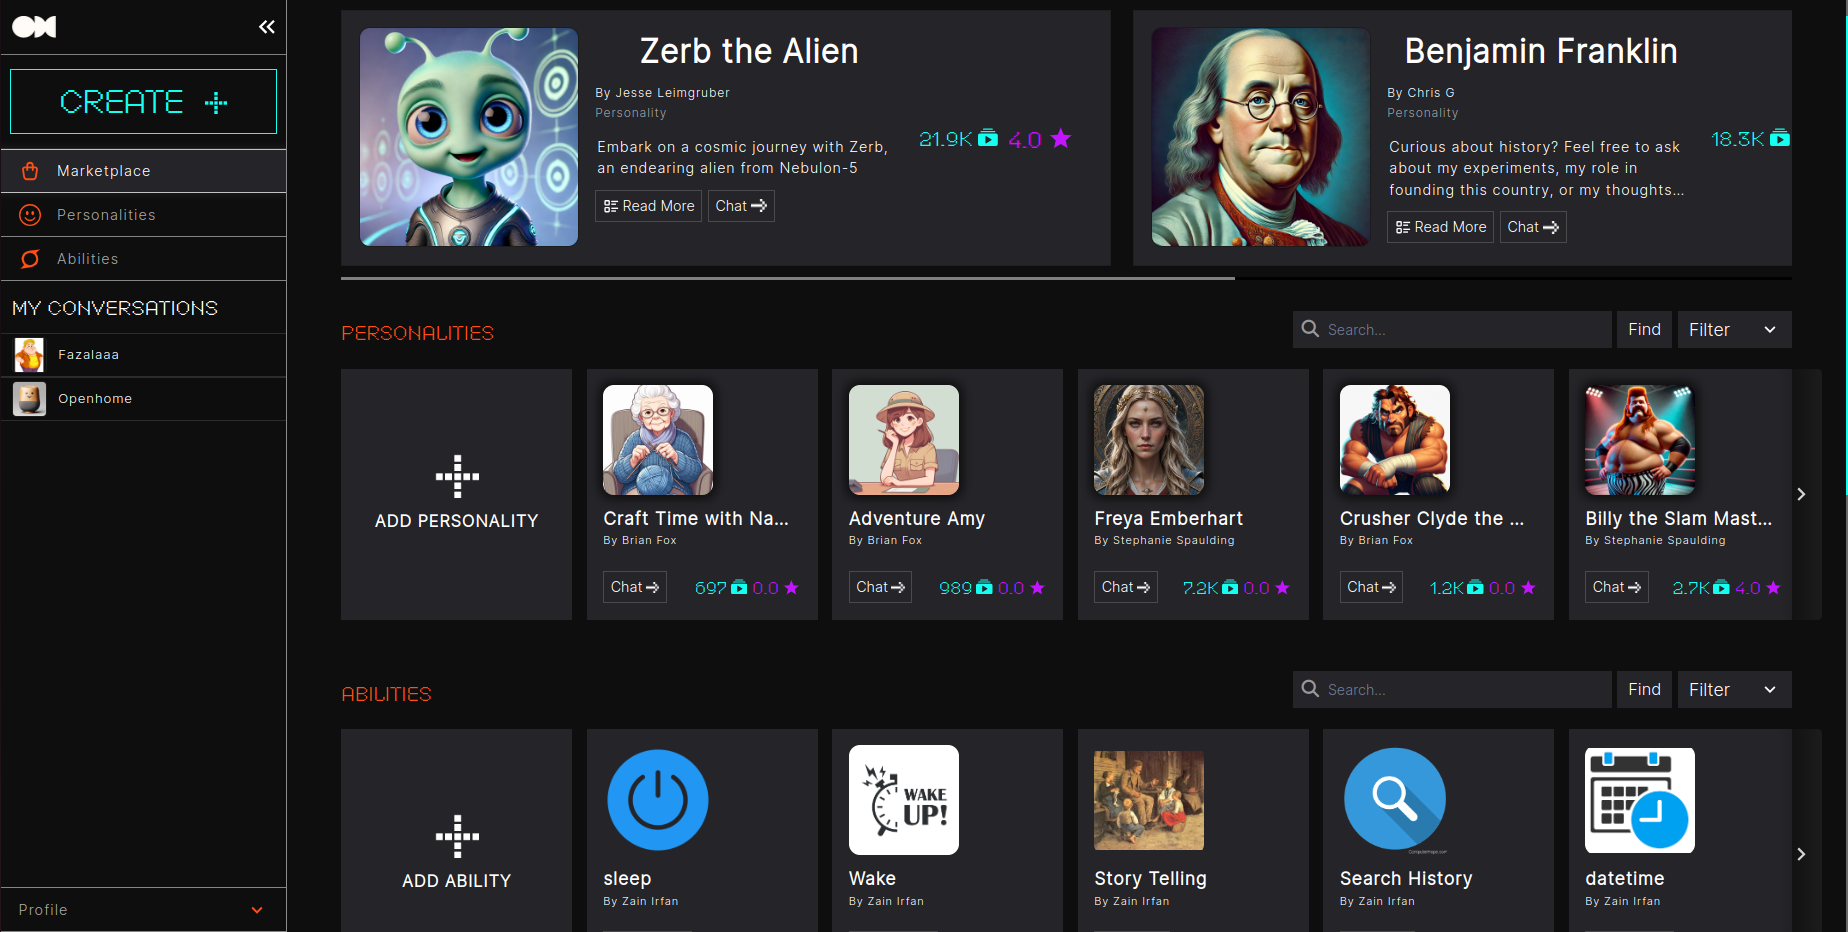 CREATE
Marketplace
Personalities
Abilities
MY CONVERSATIONS
Fazalaaa
Openhome
Profile
Zerb the Alien
By Jesse Leimgruber
Personality
Embark on a cosmic journey with Zerb,
an endearing alien from Nebulon-5
Read More
Chat
21.9K 4.0
Benjamin Franklin
By Chris G
Personality
Curious about history? Feel free to ask
about my experiments, my role in
founding this country, or my thoughts...
Read More
Chat
18.3K
PERSONALITIES
Search...
Find
Filter
ADD PERSONALITY
Craft Time with Na...
By Brian Fox
Chat
697 0.0
Adventure Amy
By Brian Fox
Chat
989 0.0
Freya Emberhart
By Stephanie Spaulding
Chat
7.2K 0.0
Crusher Clyde the ...
By Brian Fox
Chat
1.2K 0.0
Billy the Slam Mast...
By Stephanie Spaulding
Chat
2.7K 4.0
ABILITIES
Search...
Find
Filter
ADD ABILITY
sleep
By Zain Irfan
WAKE
UP!
Wake
By Zain Irfan
Story Telling
By Zain Irfan
ComputerHope.com
Search History
By Zain Irfan
datetime
By Zain Irfan